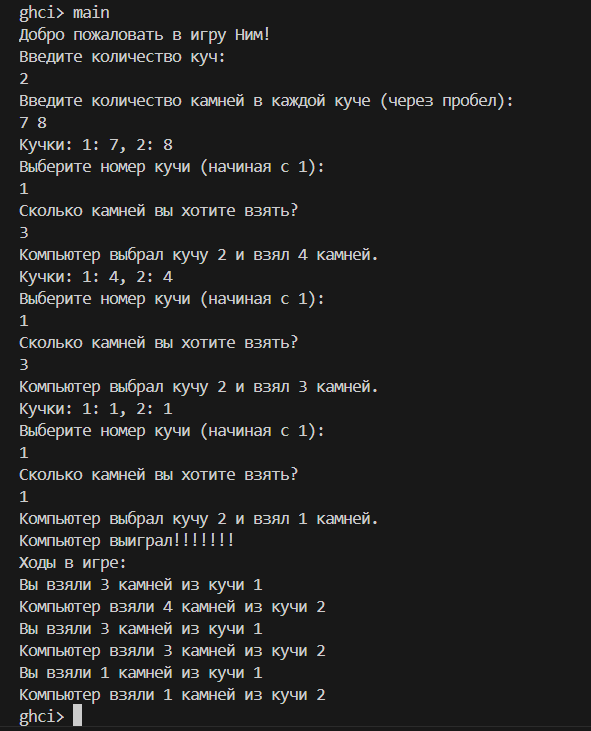 ghci> main
Добро пожаловать в игру Ним!
Введите количество куч:
2
Введите количество камней в каждой куче (через пробел):
7 8
Кучки: 1: 7, 2: 8
Выберите номер кучи (начиная с 1):
1
Сколько камней вы хотите взять?
3
Компьютер выбрал кучу 2 и взял 4 камней.
Кучки: 1: 4, 2: 4
Выберите номер кучи (начиная с 1):
1
Сколько камней вы хотите взять?
3
Компьютер выбрал кучу 2 и взял 3 камней.
Кучки: 1: 1, 2: 1
Выберите номер кучи (начиная с 1):
1
Сколько камней вы хотите взять?
1
Компьютер выбрал кучу 2 и взял 1 камней.
Компьютер выиграл!!!!!!!
Ходы в игре:
Вы взяли 3 камней из кучи 1
Компьютер взяли 4 камней из кучи 2
Вы взяли 3 камней из кучи 1
Компьютер взяли 3 камней из кучи 2
Вы взяли 1 камней из кучи 1
Компьютер взяли 1 камней из кучи 2
ghci>